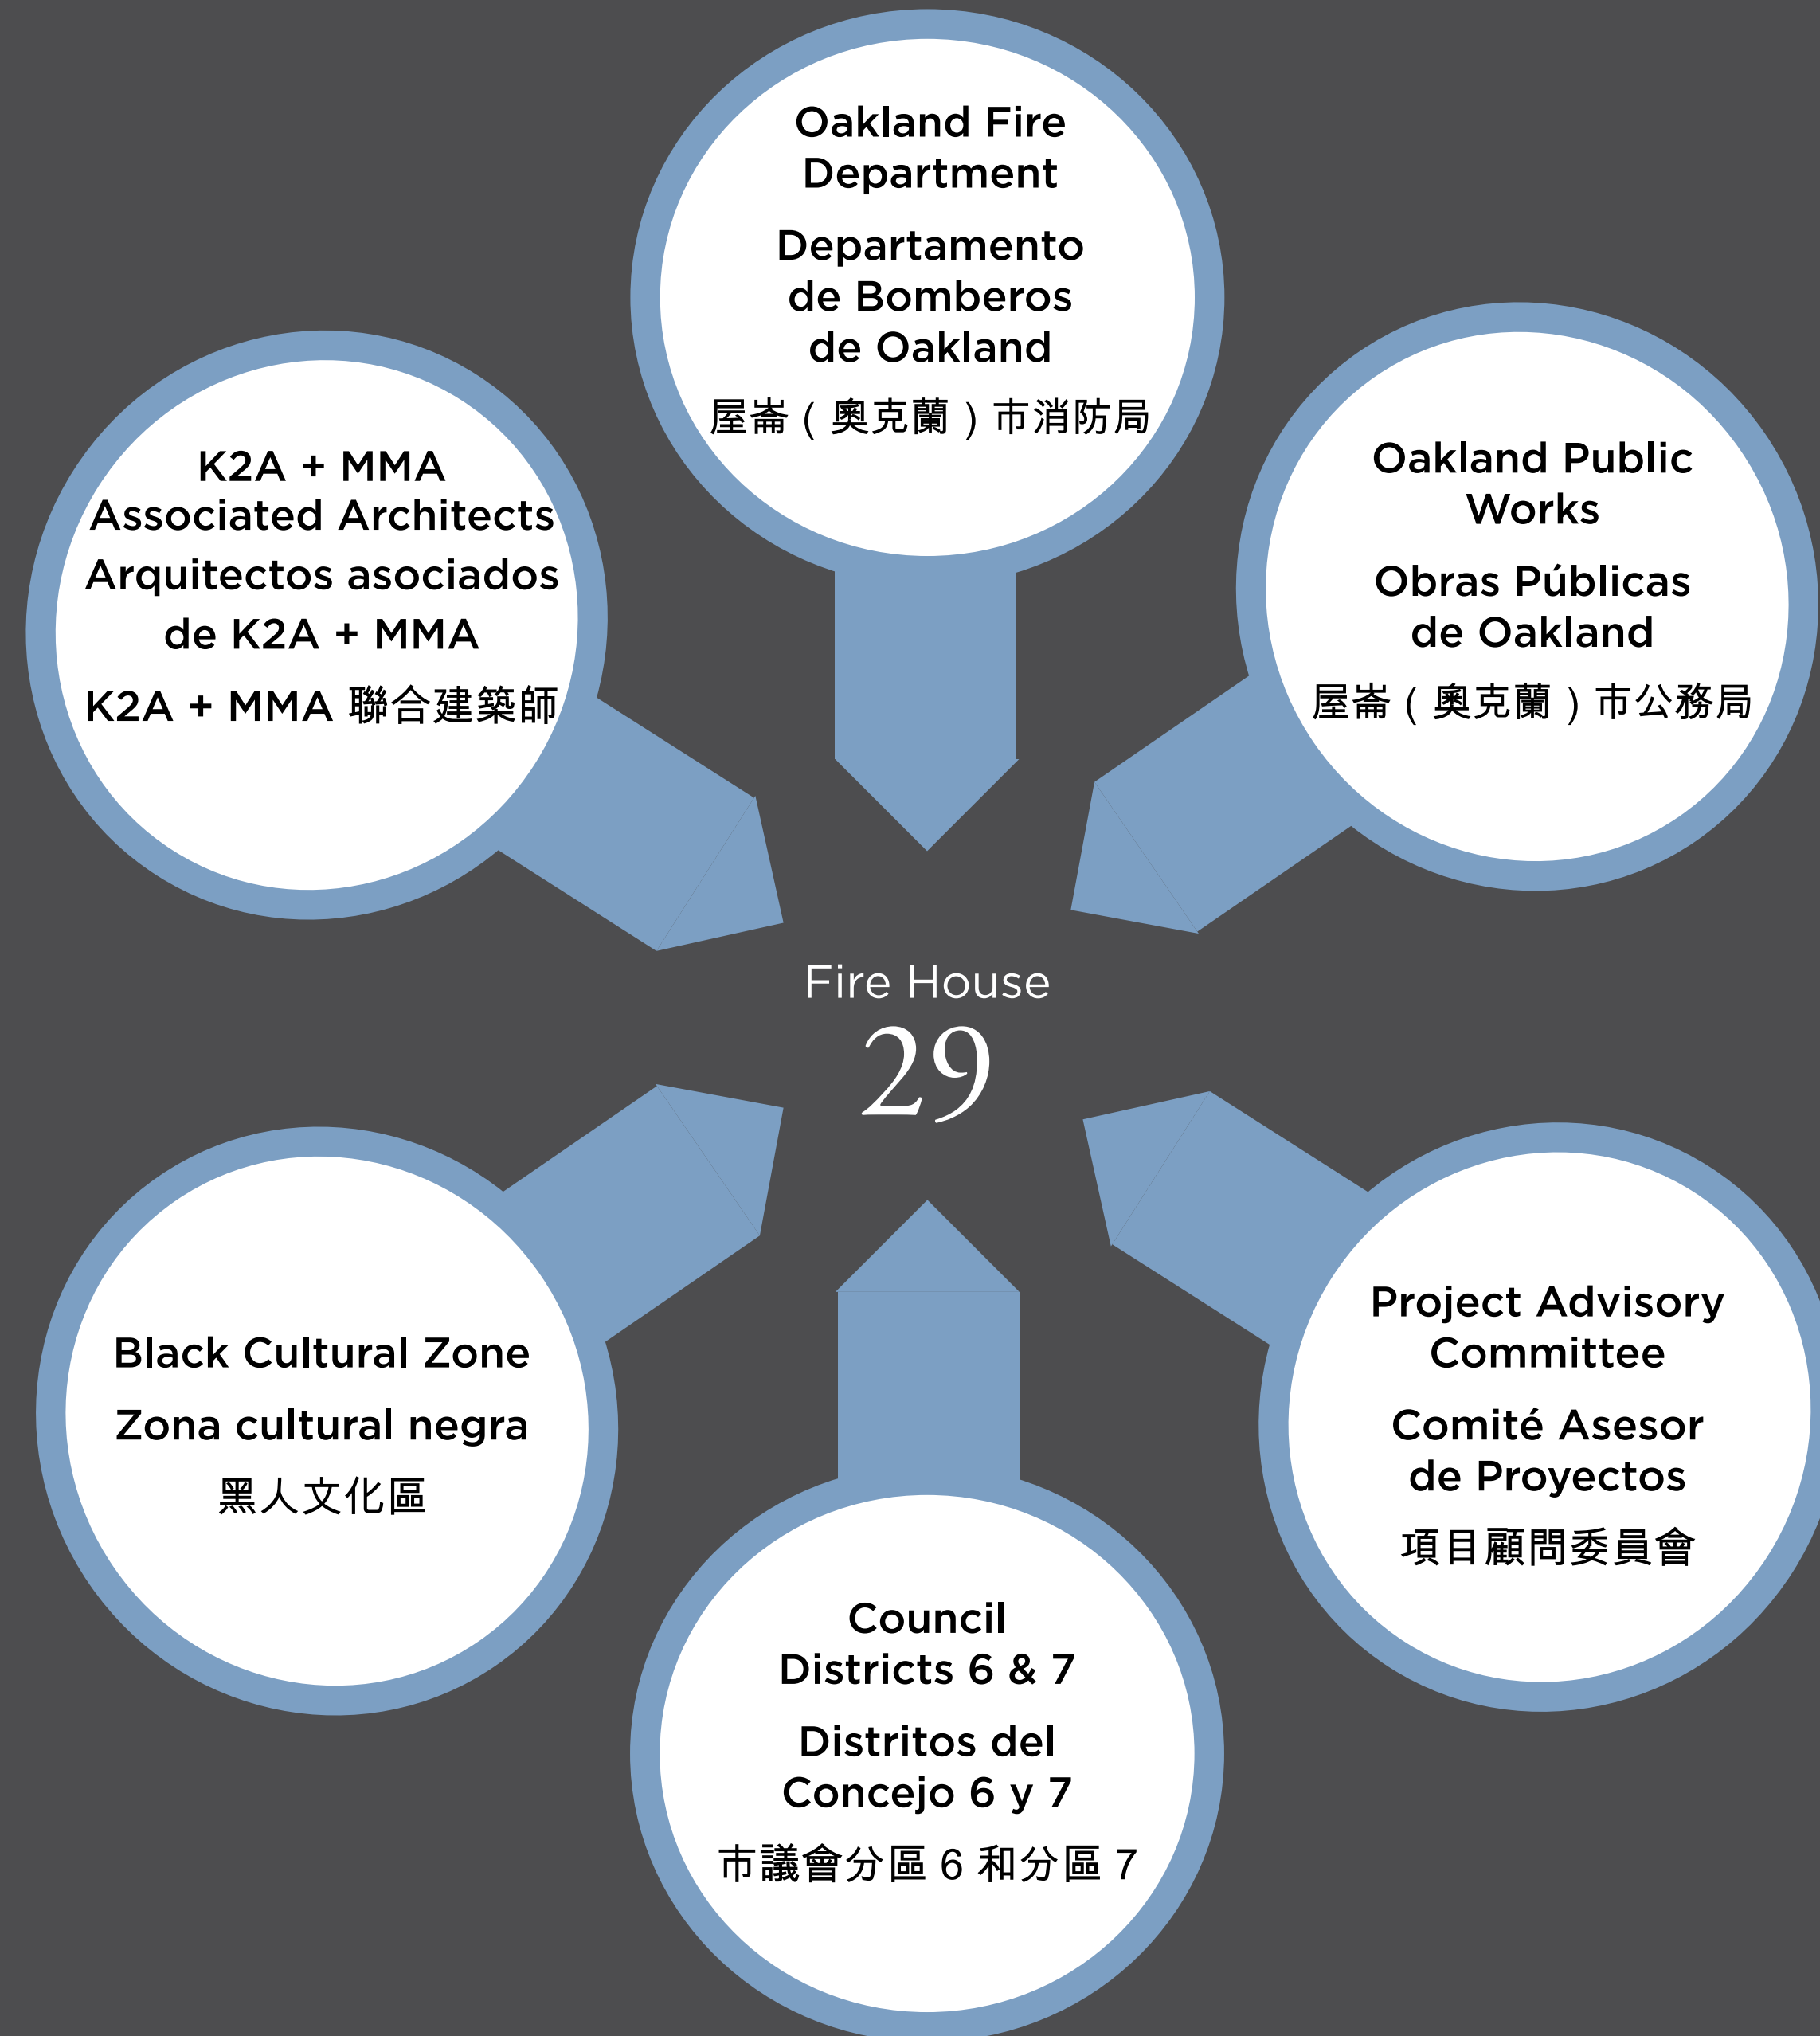 Oakland Fire
Department
Departamento
de Bomberos
de Oakland
屋崙（奧克蘭）市消防局
K2A + MMA
Associated Architects
Arquitectos asociados
de K2A + MMA
K2A + MMA 聯合建築師
Oakland Public
Works
Obras Públicas
de Oakland
屋崙（奧克蘭）市公務局
Fire House
29
Black Cultural Zone
Zona cultural negra
黑人文化區
Project Advisory
Committee
Comité Asesor
de Proyectos
項目顧問委員會
Council
Districts 6 & 7
Distritos del
Concejo 6 y 7
市議會分區 6 和分區 7